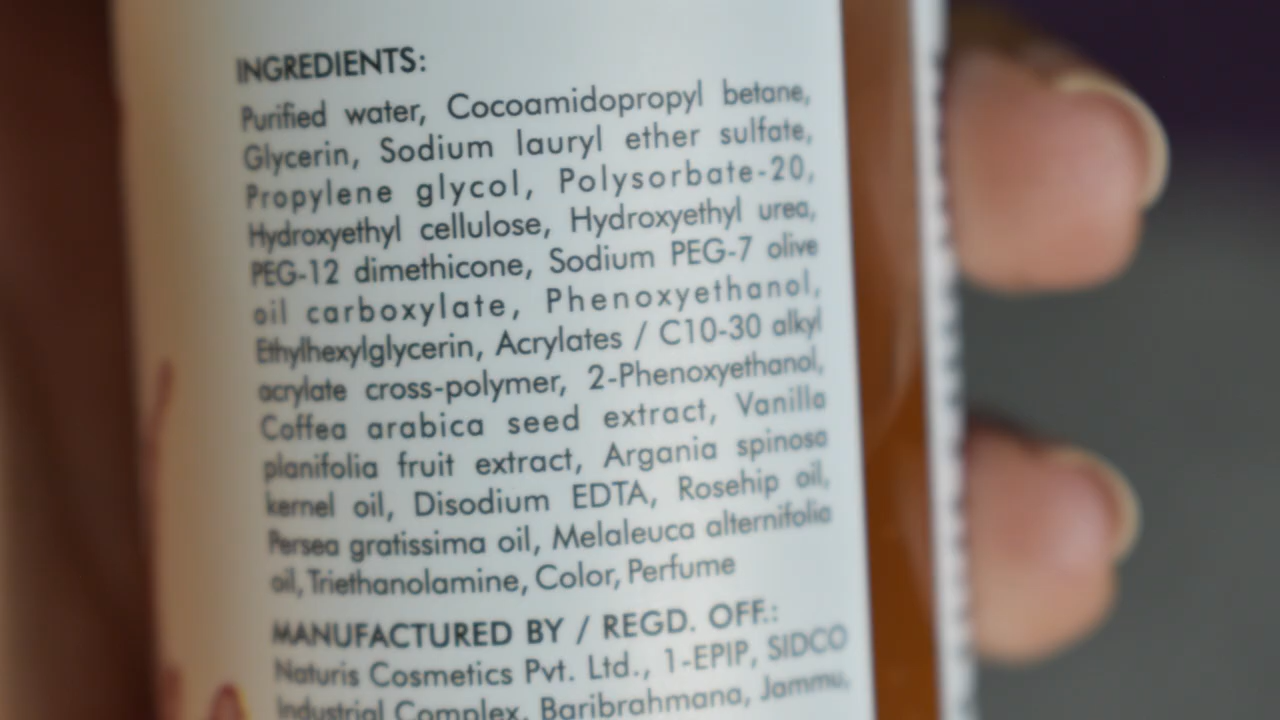 INGREDIENTS:
Purified water, Cocoamidopropyl betane,
Glycerin, Sodium lauryl ether sulfate,
Propylene glycol, Polysorbate-20,
Hydroxyethyl cellulose, Hydroxyethyl urea,
PEG-12 dimethicone, Sodium PEG-7 olive
oil carboxylate, Phenoxyethanol,
Ethylhexylglycerin, Acrylates / C10-30 alkyl
acrylate cross-polymer, 2-Phenoxyethanol,
Coffea arabica seed extract, Vanilla
planifolia fruit extract, Argania spinosa
kernel oil, Disodium EDTA, Rosehip oil,
Persea gratissima oil, Melaleuca alternifolia
oil, Triethanolamine, Color, Perfume
MANUFACTURED BY / REGD. OFF.:
Naturis Cosmetics Pvt. Ltd., 1-EPIP, SIDCO
Industrial Complex, Baribrahmana, Jammu,